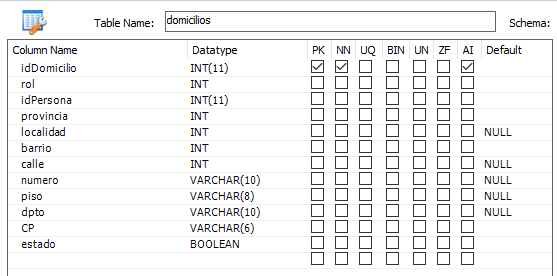 Table Name: domicilios Schema:
Column Name Datatype PK NN UQ BIN UN ZF AI Default
idDomicilio INT(11)
rol INT
idPersona INT(11)
provincia INT
localidad INT NULL
barrio INT
calle INT NULL
numero VARCHAR(10) NULL
piso VARCHAR(8) NULL
dpto VARCHAR(10) NULL
CP VARCHAR(6)
estado BOOLEAN